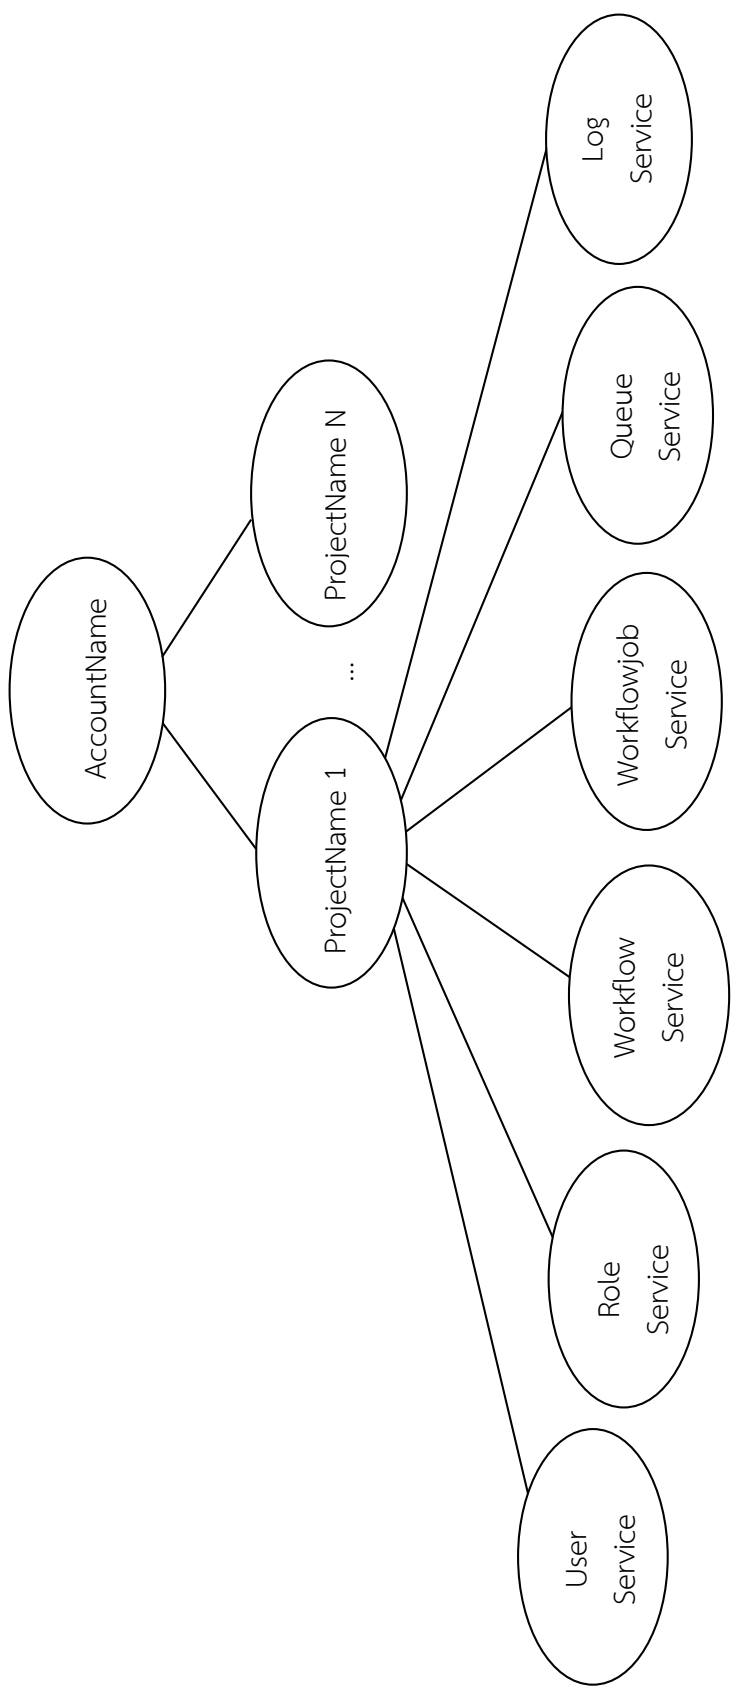 AccountName
ProjectName 1
...
ProjectName N
User
Service
Role
Service
Workflow
Service
Workflowjob
Service
Queue
Service
Log
Service